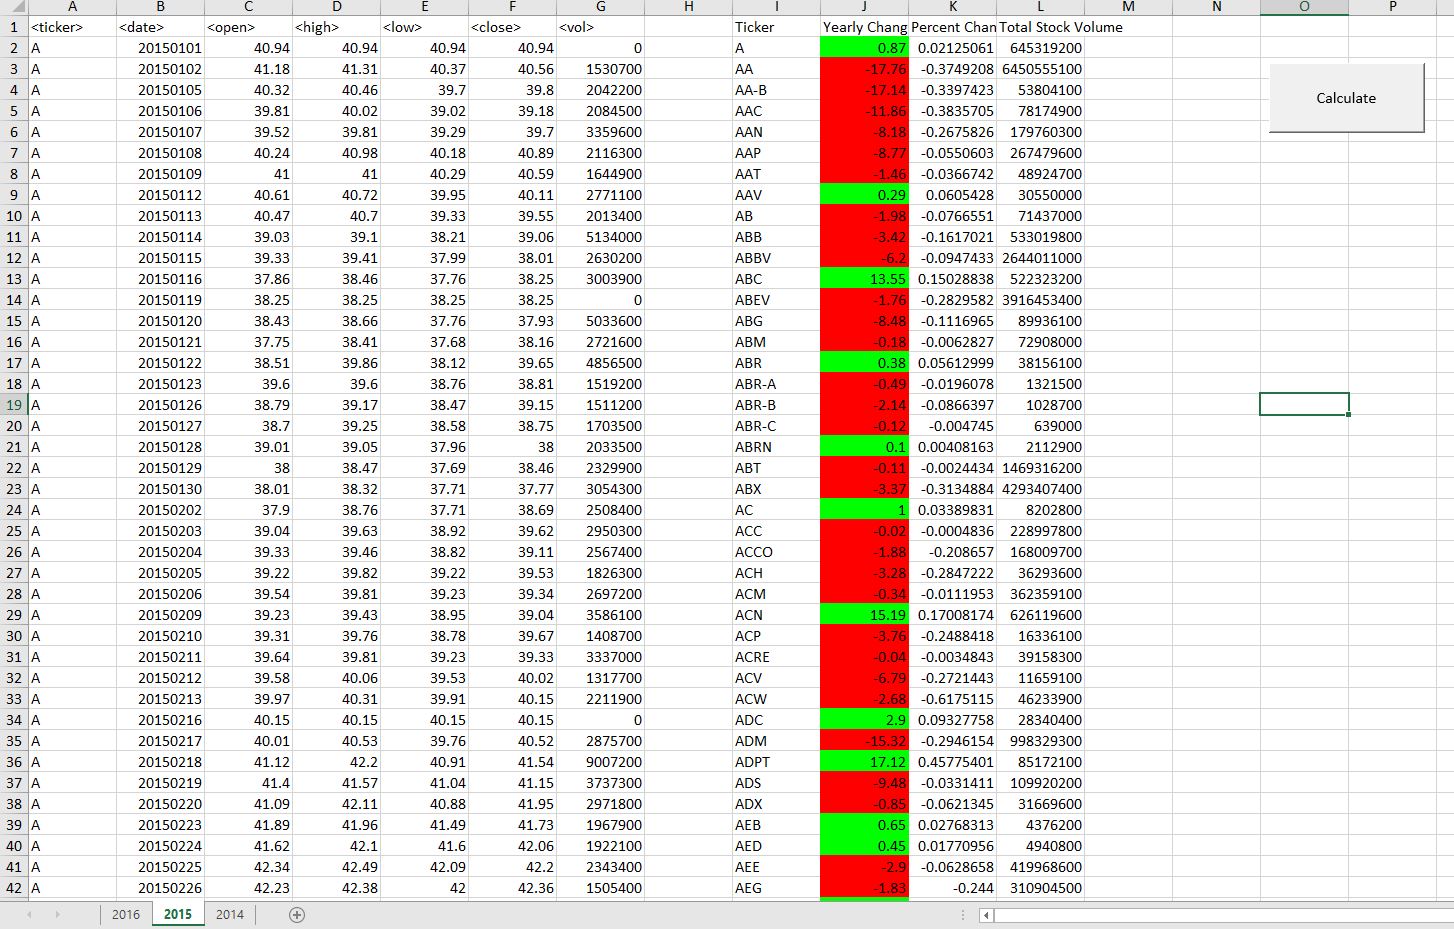 A B C D E F G H I J K L M N O P
1 <ticker> <date> <open> <high> <low> <close> <vol> Ticker Yearly Chang Percent Chan Total Stock Volume
2 A 20150101 40.94 40.94 40.94 40.94 0 A 0.87 0.02125061 645319200
3 A 20150102 41.18 41.31 40.37 40.56 1530700 AA -17.76 -0.3749208 6450555100
4 A 20150105 40.32 40.46 39.7 39.8 2042200 AA-B -17.14 -0.3397423 53804100
Calculate
5 A 20150106 39.81 40.02 39.02 39.18 2084500 AAC -11.86 -0.3835705 78174900
6 A 20150107 39.52 39.81 39.29 39.7 3359600 AAN -8.18 -0.2675826 179760300
7 A 20150108 40.24 40.98 40.18 40.89 2116300 AAP -8.77 -0.0550603 267479600
8 A 20150109 41 41 40.29 40.59 1644900 AAT -1.46 -0.0366742 48924700
9 A 20150112 40.61 40.72 39.95 40.11 2771100 AAV 0.29 0.0605428 30550000
10 A 20150113 40.47 40.7 39.33 39.55 2013400 AB -1.98 -0.0766551 71437000
11 A 20150114 39.03 39.1 38.21 39.06 5134000 ABB -3.42 -0.1617021 533019800
12 A 20150115 39.33 39.41 37.99 38.01 2630200 ABBV -6.2 -0.0947433 2644011000
13 A 20150116 37.86 38.46 37.76 38.25 3003900 ABC 13.55 0.15028838 522323200
14 A 20150119 38.25 38.25 38.25 38.25 0 ABEV -1.76 -0.2829582 3916453400
15 A 20150120 38.43 38.66 37.76 37.93 5033600 ABG -8.48 -0.1116965 89936100
16 A 20150121 37.75 38.41 37.68 38.16 2721600 ABM -0.18 -0.0062827 72908000
17 A 20150122 38.51 39.86 38.12 39.65 4856500 ABR 0.38 0.05612999 38156100
18 A 20150123 39.6 39.6 38.76 38.81 1519200 ABR-A -0.49 -0.0196078 1321500
19 A 20150126 38.79 39.17 38.47 39.15 1511200 ABR-B -2.14 -0.0866397 1028700
20 A 20150127 38.7 39.25 38.58 38.75 1703500 ABR-C -0.12 -0.004745 639000
21 A 20150128 39.01 39.05 37.96 38 2033500 ABRN 0.1 0.00408163 2112900
22 A 20150129 38 38.47 37.69 38.46 2329900 ABT -0.11 -0.0024434 1469316200
23 A 20150130 38.01 38.32 37.71 37.77 3054300 ABX -3.37 -0.3134884 4293407400
24 A 20150202 37.9 38.76 37.71 38.69 2508400 AC 1 0.03389831 8202800
25 A 20150203 39.04 39.63 38.92 39.62 2950300 ACC -0.02 -0.0004836 228997800
26 A 20150204 39.33 39.46 38.82 39.11 2567400 ACCO -1.88 -0.208657 168009700
27 A 20150205 39.22 39.82 39.22 39.53 1826300 ACH -3.28 -0.2847222 36293600
28 A 20150206 39.54 39.81 39.23 39.34 2697200 ACM -0.34 -0.0111953 362359100
29 A 20150209 39.23 39.43 38.95 39.04 3586100 ACN 15.19 0.17008174 626119600
30 A 20150210 39.31 39.76 38.78 39.67 1408700 ACP -3.76 -0.2488418 16336100
31 A 20150211 39.64 39.81 39.23 39.33 3337000 ACRE -0.04 -0.0034843 39158300
32 A 20150212 39.58 40.06 39.53 40.02 1317700 ACV -6.79 -0.2721443 11659100
33 A 20150213 39.97 40.31 39.91 40.15 2211900 ACW -2.68 -0.6175115 46233900
34 A 20150216 40.15 40.15 40.15 40.15 0 ADC 2.9 0.09327758 28340400
35 A 20150217 40.01 40.53 39.76 40.52 2875700 ADM -15.32 -0.2946154 998329300
36 A 20150218 41.12 42.2 40.91 41.54 9007200 ADPT 17.12 0.45775401 85172100
37 A 20150219 41.4 41.57 41.04 41.15 3737300 ADS -9.48 -0.0331411 109920200
38 A 20150220 41.09 42.11 40.88 41.95 2971800 ADX -0.85 -0.0621345 31669600
39 A 20150223 41.89 41.96 41.49 41.73 1967900 AEB 0.65 0.02768313 4376200
40 A 20150224 41.62 42.1 41.6 42.06 1922100 AED 0.45 0.01770956 4940800
41 A 20150225 42.34 42.49 42.09 42.2 2343400 AEE -2.9 -0.0628658 419968600
42 A 20150226 42.23 42.38 42 42.36 1505400 AEG -1.83 -0.244 310904500
2016 2015 2014